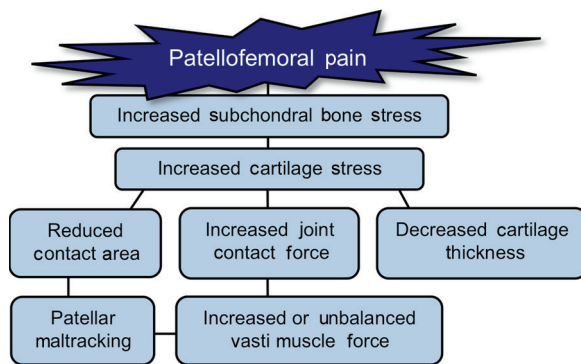 Patellofemoral pain
Increased subchondral bone stress
Increased cartilage stress
Reduced
contact area
Increased joint
contact force
Decreased cartilage
thickness
Patellar
maltracking
Increased or unbalanced
vasti muscle force